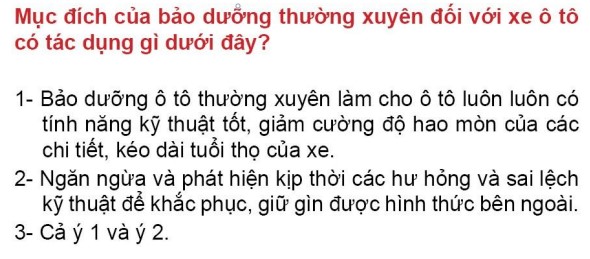 Mục đích của bảo dưỡng thường xuyên đối với xe ô tô
có tác dụng gì dưới đây?
1- Bảo dưỡng ô tô thường xuyên làm cho ô tô luôn luôn có
tính năng kỹ thuật tốt, giảm cường độ hao mòn của các
chi tiết, kéo dài tuổi thọ của xe.
2- Ngăn ngừa và phát hiện kịp thời các hư hỏng và sai lệch
kỹ thuật để khắc phục, giữ gìn được hình thức bên ngoài.
3- Cả ý 1 và ý 2.